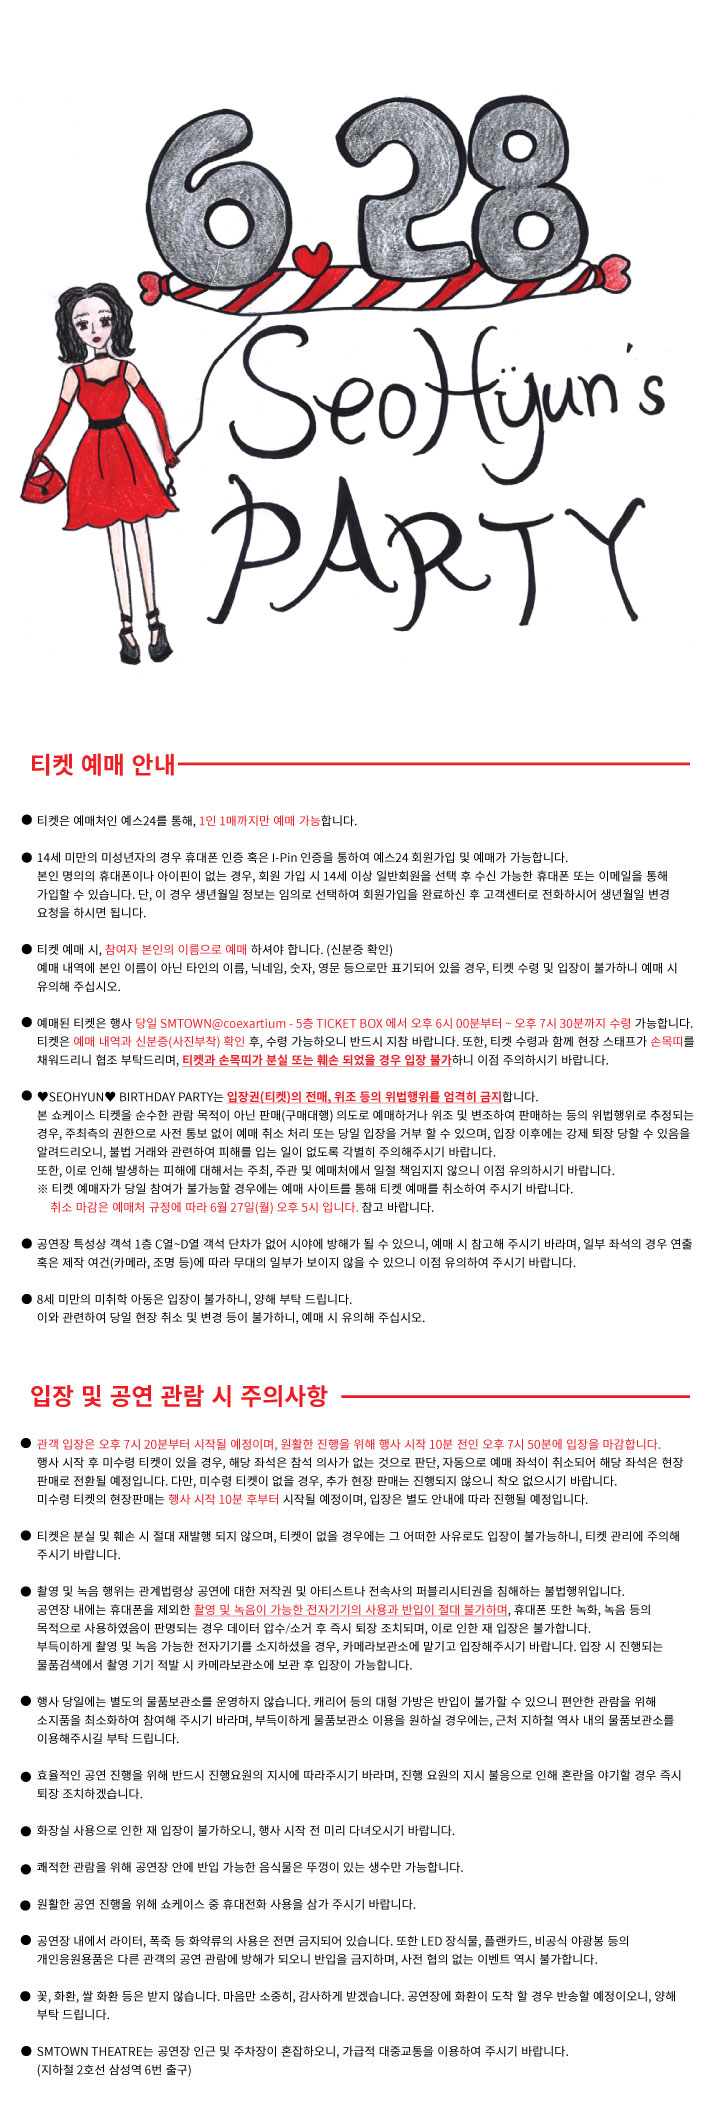 6.28
SeoHyun's
PARTY
티켓 예매 안내
● 티켓은 예매처인 예스24를 통해, 1인 1매까지만 예매 가능합니다.
● 14세 미만의 미성년자의 경우 휴대폰 인증 혹은 I-Pin 인증을 통하여 예스24 회원가입 및 예매가 가능합니다.
본인 명의의 휴대폰이나 아이핀이 없는 경우, 회원 가입 시 14세 이상 일반회원을 선택 후 수신 가능한 휴대폰 또는 이메일을 통해
가입할 수 있습니다. 단, 이 경우 생년월일 정보는 임의로 선택하여 회원가입을 완료하신 후 고객센터로 전화하시어 생년월일 변경
요청을 하시면 됩니다.
● 티켓 예매 시, 참여자 본인의 이름으로 예매 하셔야 합니다. (신분증 확인)
예매 내역에 본인 이름이 아닌 타인의 이름, 닉네임, 숫자, 영문 등으로만 표기되어 있을 경우, 티켓 수령 및 입장이 불가하니 예매 시
유의해 주십시오.
● 예매된 티켓은 행사 당일 SMTOWN@coexartium - 5층 TICKET BOX 에서 오후 6시 00분부터 ~ 오후 7시 30분까지 수령 가능합니다.
티켓은 예매 내역과 신분증(사진부착) 확인 후, 수령 가능하오니 반드시 지참 바랍니다. 또한, 티켓 수령과 함께 현장 스태프가 손목띠를
채워드리니 협조 부탁드리며, 티켓과 손목띠가 분실 또는 훼손 되었을 경우 입장 불가하니 이점 주의하시기 바랍니다.
● ♥SEOHYUN♥ BIRTHDAY PARTY는 입장권(티켓)의 전매, 위조 등의 위법행위를 엄격히 금지합니다.
본 쇼케이스 티켓을 순수한 관람 목적이 아닌 판매(구매대행) 의도로 예매하거나 위조 및 변조하여 판매하는 등의 위법행위로 추정되는
경우, 주최측의 권한으로 사전 통보 없이 예매 취소 처리 또는 당일 입장을 거부 할 수 있으며, 입장 이후에는 강제 퇴장 당할 수 있음을
알려드리오니, 불법 거래와 관련하여 피해를 입는 일이 없도록 각별히 주의해주시기 바랍니다.
또한, 이로 인해 발생하는 피해에 대해서는 주최, 주관 및 예매처에서 일절 책임지지 않으니 이점 유의하시기 바랍니다.
※ 티켓 예매자가 당일 참여가 불가능할 경우에는 예매 사이트를 통해 티켓 예매를 취소하여 주시기 바랍니다.
취소 마감은 예매처 규정에 따라 6월 27일(월) 오후 5시 입니다. 참고 바랍니다.
● 공연장 특성상 객석 1층 C열~D열 객석 단차가 없어 시야에 방해가 될 수 있으니, 예매 시 참고해 주시기 바라며, 일부 좌석의 경우 연출
혹은 제작 여건(카메라, 조명 등)에 따라 무대의 일부가 보이지 않을 수 있으니 이점 유의하여 주시기 바랍니다.
● 8세 미만의 미취학 아동은 입장이 불가하니, 양해 부탁 드립니다.
이와 관련하여 당일 현장 취소 및 변경 등이 불가하니, 예매 시 유의해 주십시오.
입장 및 공연 관람 시 주의사항
● 관객 입장은 오후 7시 20분부터 시작될 예정이며, 원활한 진행을 위해 행사 시작 10분 전인 오후 7시 50분에 입장을 마감합니다.
행사 시작 후 미수령 티켓이 있을 경우, 해당 좌석은 참석 의사가 없는 것으로 판단, 자동으로 예매 좌석이 취소되어 해당 좌석은 현장
판매로 전환될 예정입니다. 다만, 미수령 티켓이 없을 경우, 추가 현장 판매는 진행되지 않으니 착오 없으시기 바랍니다.
미수령 티켓의 현장판매는 행사 시작 10분 후부터 시작될 예정이며, 입장은 별도 안내에 따라 진행될 예정입니다.
● 티켓은 분실 및 훼손 시 절대 재발행 되지 않으며, 티켓이 없을 경우에는 그 어떠한 사유로도 입장이 불가능하니, 티켓 관리에 주의해
주시기 바랍니다.
● 촬영 및 녹음 행위는 관계법령상 공연에 대한 저작권 및 아티스트나 전속사의 퍼블리시티권을 침해하는 불법행위입니다.
공연장 내에는 휴대폰을 제외한 촬영 및 녹음이 가능한 전자기기의 사용과 반입이 절대 불가하며, 휴대폰 또한 녹화, 녹음 등의
목적으로 사용하였음이 판명되는 경우 데이터 압수/소거 후 즉시 퇴장 조치되며, 이로 인한 재 입장은 불가합니다.
부득이하게 촬영 및 녹음 가능한 전자기기를 소지하셨을 경우, 카메라보관소에 맡기고 입장해주시기 바랍니다. 입장 시 진행되는
물품검색에서 촬영 기기 적발 시 카메라보관소에 보관 후 입장이 가능합니다.
● 행사 당일에는 별도의 물품보관소를 운영하지 않습니다. 캐리어 등의 대형 가방은 반입이 불가할 수 있으니 편안한 관람을 위해
소지품을 최소화하여 참여해 주시기 바라며, 부득이하게 물품보관소 이용을 원하실 경우에는, 근처 지하철 역사 내의 물품보관소를
이용해주시길 부탁 드립니다.
● 효율적인 공연 진행을 위해 반드시 진행요원의 지시에 따라주시기 바라며, 진행 요원의 지시 불응으로 인해 혼란을 야기할 경우 즉시
퇴장 조치하겠습니다.
● 화장실 사용으로 인한 재 입장이 불가하오니, 행사 시작 전 미리 다녀오시기 바랍니다.
● 쾌적한 관람을 위해 공연장 안에 반입 가능한 음식물은 뚜껑이 있는 생수만 가능합니다.
● 원활한 공연 진행을 위해 쇼케이스 중 휴대전화 사용을 삼가 주시기 바랍니다.
● 공연장 내에서 라이터, 폭죽 등 화약류의 사용은 전면 금지되어 있습니다. 또한 LED 장식물, 플랜카드, 비공식 야광봉 등의
개인응원용품은 다른 관객의 공연 관람에 방해가 되오니 반입을 금지하며, 사전 협의 없는 이벤트 역시 불가합니다.
● 꽃, 화환, 쌀 화환 등은 받지 않습니다. 마음만 소중히, 감사하게 받겠습니다. 공연장에 화환이 도착 할 경우 반송할 예정이오니, 양해
부탁 드립니다.
● SMTOWN THEATRE는 공연장 인근 및 주차장이 혼잡하오니, 가급적 대중교통을 이용하여 주시기 바랍니다.
(지하철 2호선 삼성역 6번 출구)